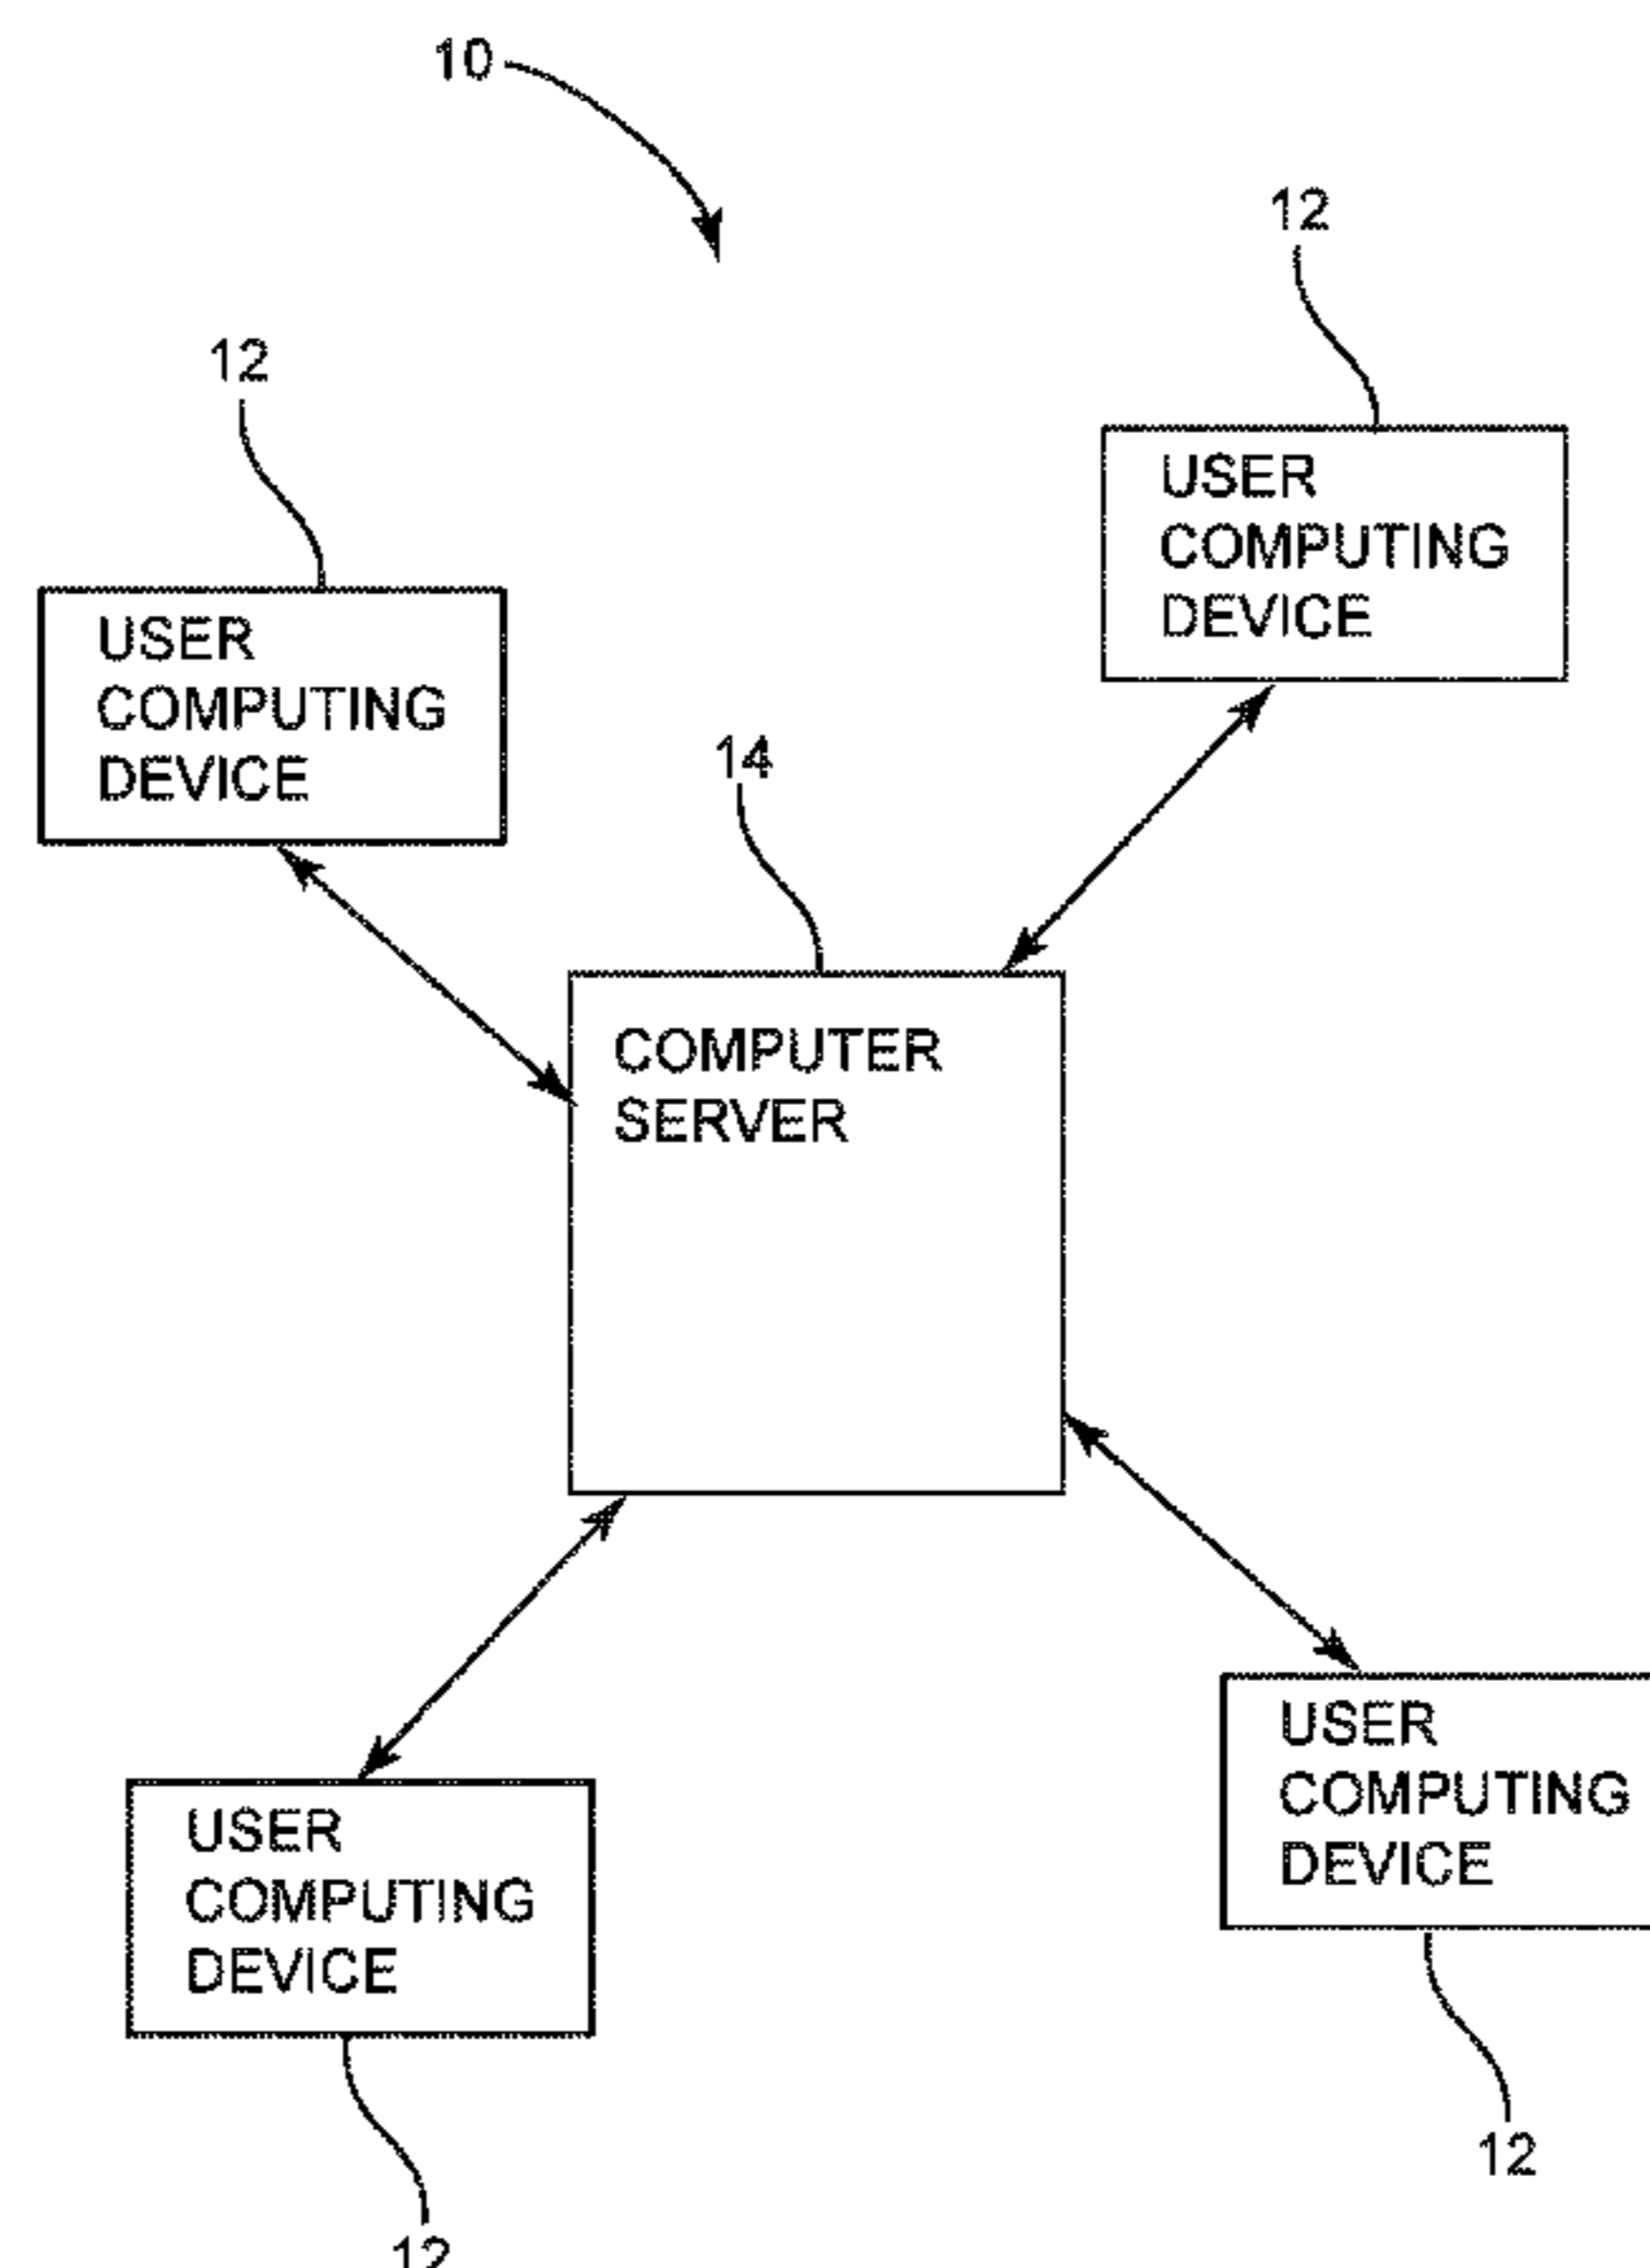 10
12
12
USER
COMPUTING
DEVICE
USER
COMPUTING
DEVICE
14
COMPUTER
SERVER
USER
COMPUTING
DEVICE
USER
COMPUTING
DEVICE
12
12